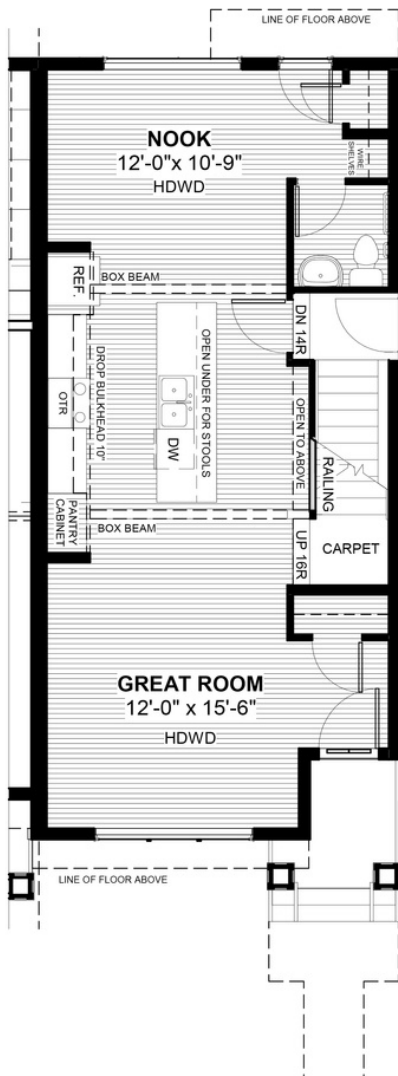 LINE OF FLOOR ABOVE
NOOK
12'-0"x 10'-9"
HDWD
WIRE
SHELVES
REF.
BOX BEAM
DN 14R
DROP BULKHEAD 10"
OPEN UNDER FOR STOOLS
OPEN TO ABOVE
OTR
DW
RAILING
PANTRY
CABINET
BOX BEAM
UP 16R
CARPET
GREAT ROOM
12'-0" x 15'-6"
HDWD
LINE OF FLOOR ABOVE